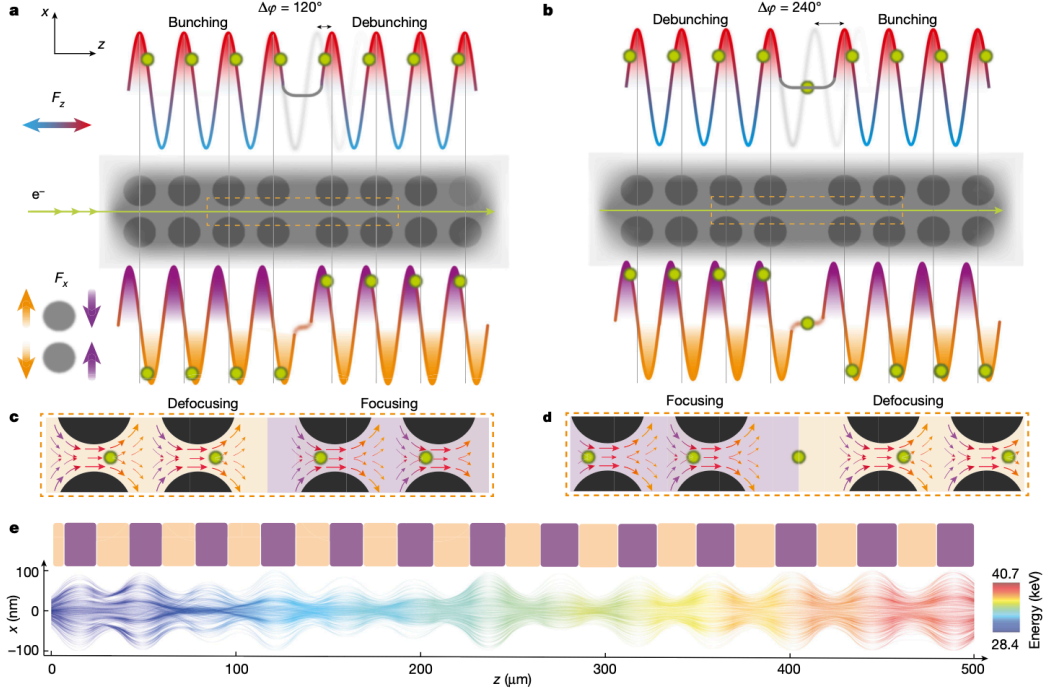 a
x
z
Bunching
Δφ = 120°
Debunching
F_z
e⁻
F_x
b
Debunching
Δφ = 240°
Bunching
c
Defocusing
Focusing
d
Focusing
Defocusing
e
x (nm)
100
0
−100
0
100
200
300
400
500
z (μm)
40.7
28.4
Energy (keV)